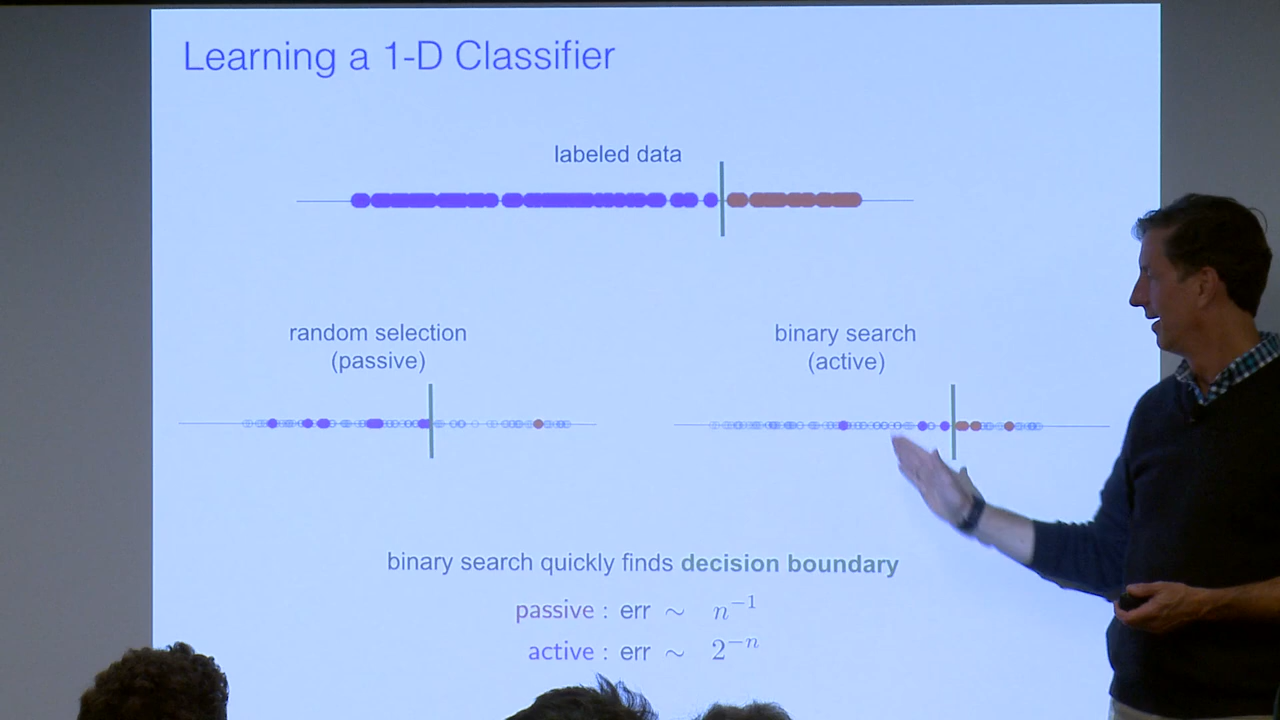 Learning a 1-D Classifier
labeled data
random selection
(passive)
binary search
(active)
binary search quickly finds decision boundary
passive : err ∼ n⁻¹
active : err ∼ 2⁻ⁿ